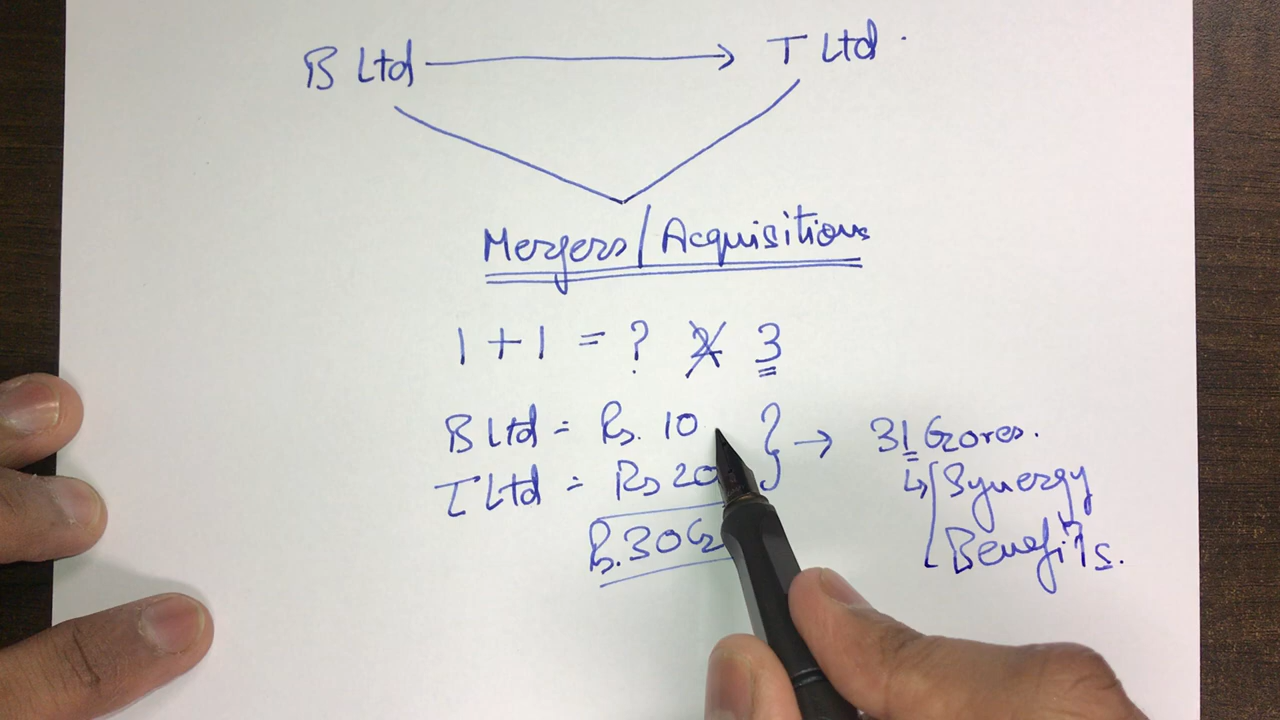 B Ltd → T Ltd.
Mergers/Acquisitions
1 + 1 = ? 2 3
B Ltd = Rs. 10 } → 31 Crores.
T Ltd = Rs 20 ↳ Synergy
Rs. 30 Cr Benefits.